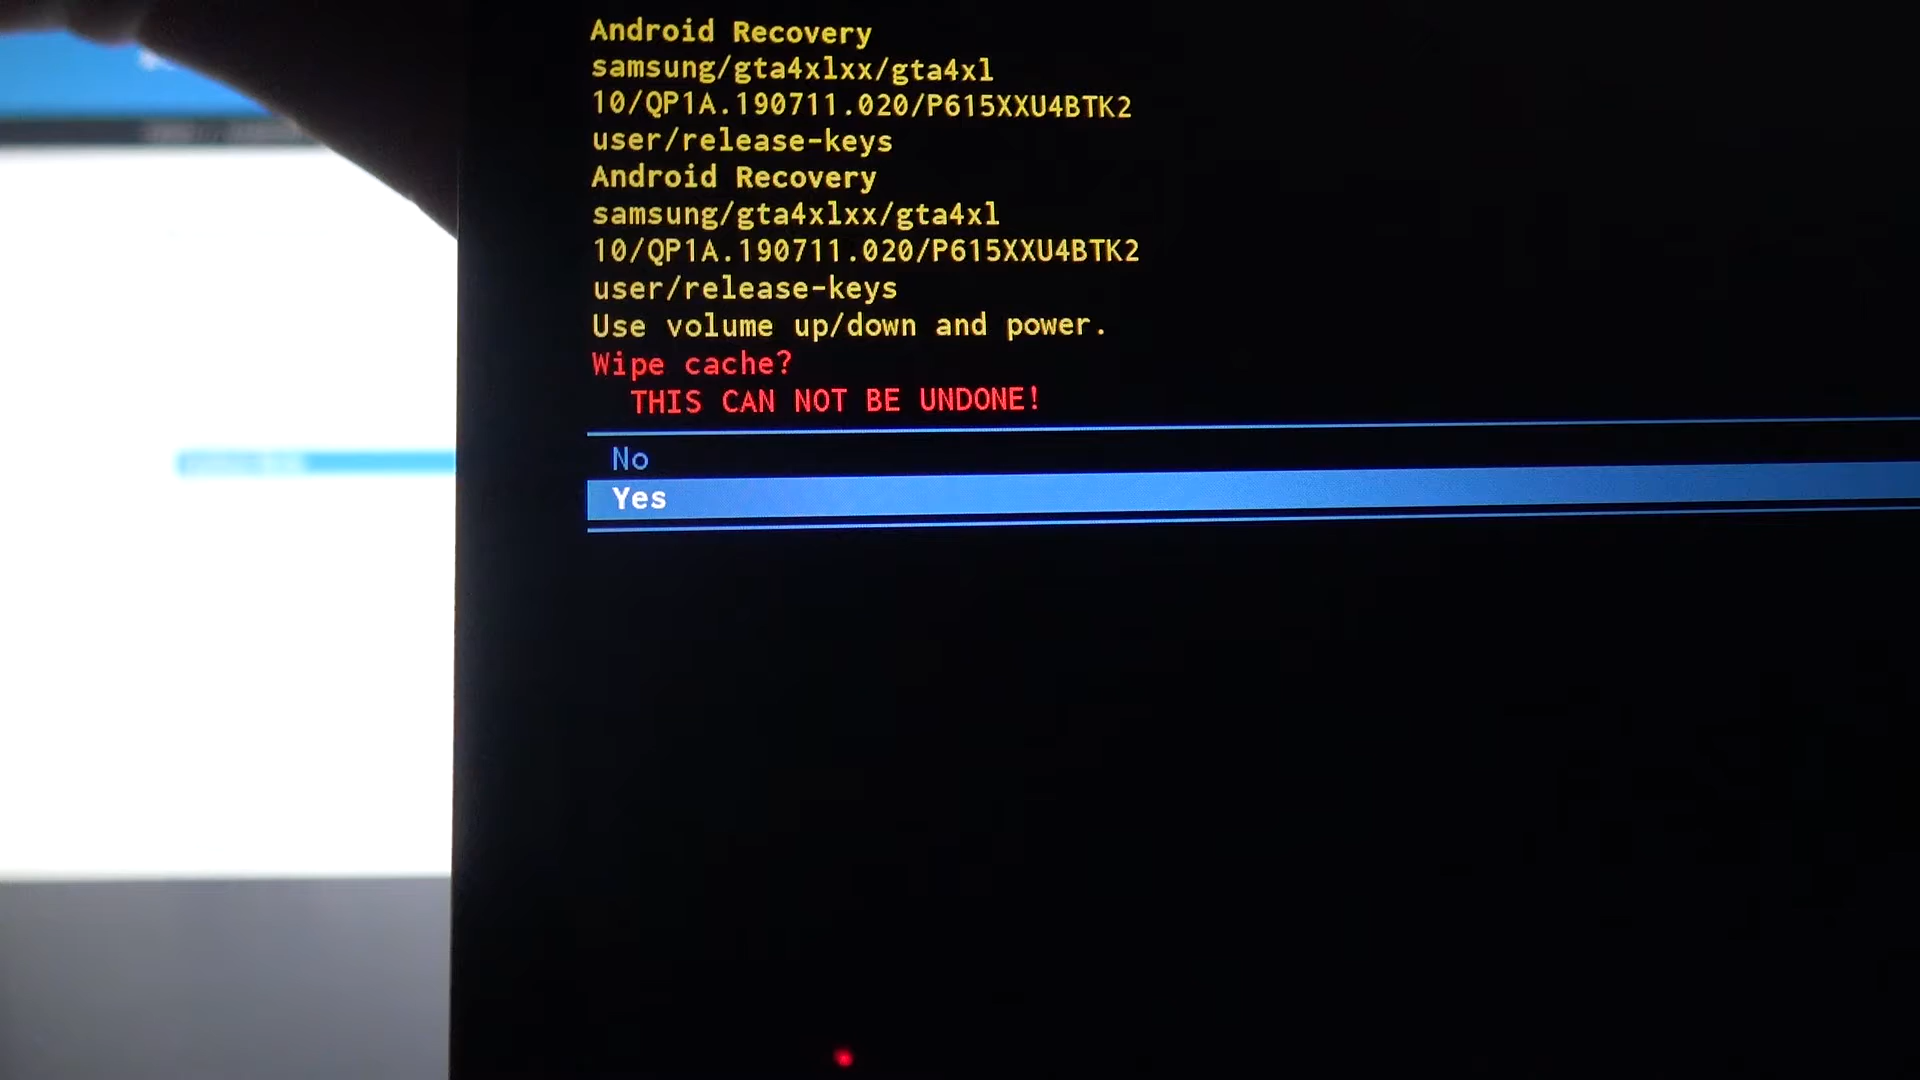 Android Recovery
samsung/gta4xlxx/gta4xl
10/QP1A.190711.020/P615XXU4BTK2
user/release-keys
Android Recovery
samsung/gta4xlxx/gta4xl
10/QP1A.190711.020/P615XXU4BTK2
user/release-keys
Use volume up/down and power.
Wipe cache?
THIS CAN NOT BE UNDONE!
No
Yes